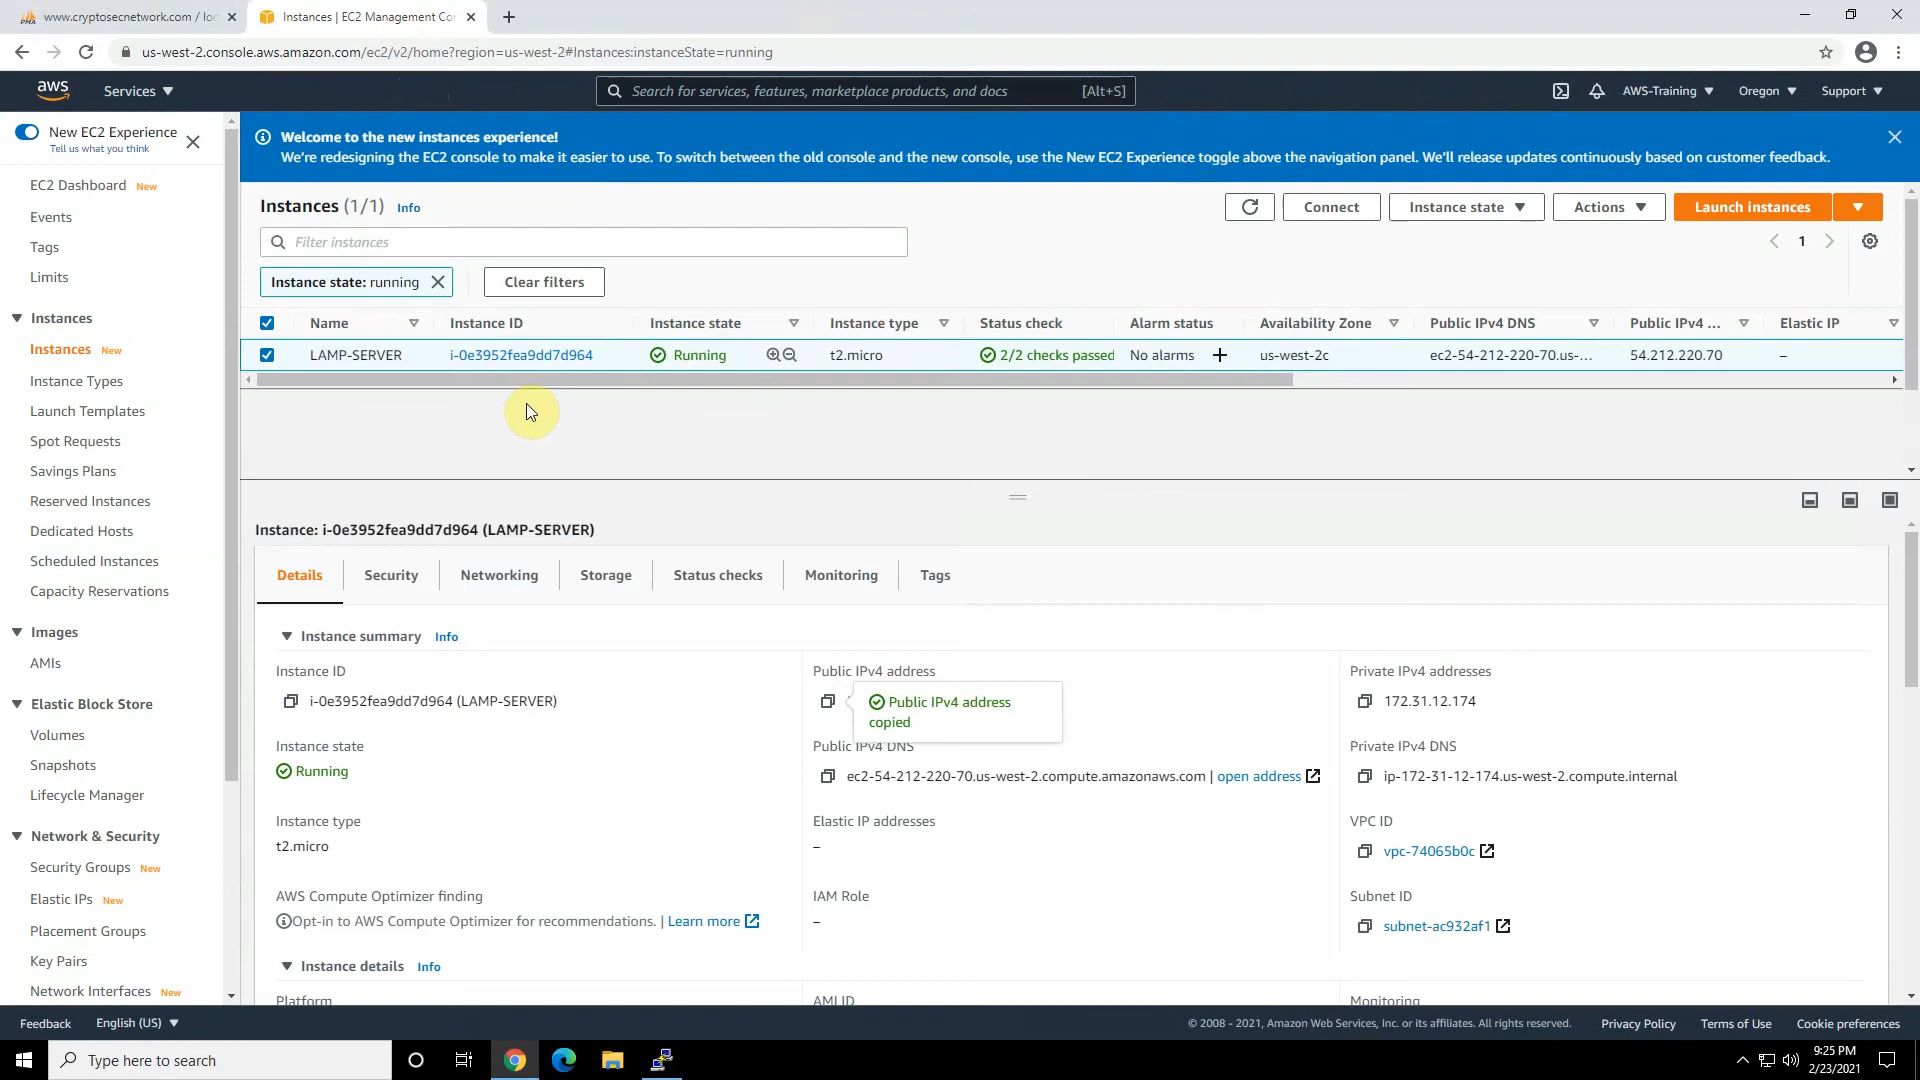 www.cryptosecnetwork.com / loc
Instances | EC2 Management Co
us-west-2.console.aws.amazon.com/ec2/v2/home?region=us-west-2#Instances:instanceState=running
aws
Services
Search for services, features, marketplace products, and docs
[Alt+S]
AWS-Training
Oregon
Support
New EC2 Experience
Tell us what you think
Welcome to the new instances experience!
We're redesigning the EC2 console to make it easier to use. To switch between the old console and the new console, use the New EC2 Experience toggle above the navigation panel. We'll release updates continuously based on customer feedback.
EC2 Dashboard New
Events
Tags
Limits
Instances
Instances New
Instance Types
Launch Templates
Spot Requests
Savings Plans
Reserved Instances
Dedicated Hosts
Scheduled Instances
Capacity Reservations
Images
AMIs
Elastic Block Store
Volumes
Snapshots
Lifecycle Manager
Network & Security
Security Groups New
Elastic IPs New
Placement Groups
Key Pairs
Network Interfaces New
Instances (1/1) Info
Connect
Instance state
Actions
Launch instances
Filter instances
1
Instance state: running
Clear filters
Name
Instance ID
Instance state
Instance type
Status check
Alarm status
Availability Zone
Public IPv4 DNS
Public IPv4 ...
Elastic IP
LAMP-SERVER
i-0e3952fea9dd7d964
Running
t2.micro
2/2 checks passed
No alarms
us-west-2c
ec2-54-212-220-70.us-...
54.212.220.70
–
Instance: i-0e3952fea9dd7d964 (LAMP-SERVER)
Details
Security
Networking
Storage
Status checks
Monitoring
Tags
Instance summary Info
Instance ID
i-0e3952fea9dd7d964 (LAMP-SERVER)
Public IPv4 address
Public IPv4 address
copied
Private IPv4 addresses
172.31.12.174
Instance state
Running
Public IPv4 DNS
ec2-54-212-220-70.us-west-2.compute.amazonaws.com | open address
Private IPv4 DNS
ip-172-31-12-174.us-west-2.compute.internal
Instance type
t2.micro
Elastic IP addresses
–
VPC ID
vpc-74065b0c
AWS Compute Optimizer finding
Opt-in to AWS Compute Optimizer for recommendations. | Learn more
IAM Role
–
Subnet ID
subnet-ac932af1
Instance details Info
Platform
AMI ID
Monitoring
Feedback
English (US)
© 2008 - 2021, Amazon Web Services, Inc. or its affiliates. All rights reserved.
Privacy Policy
Terms of Use
Cookie preferences
Type here to search
9:25 PM
2/23/2021